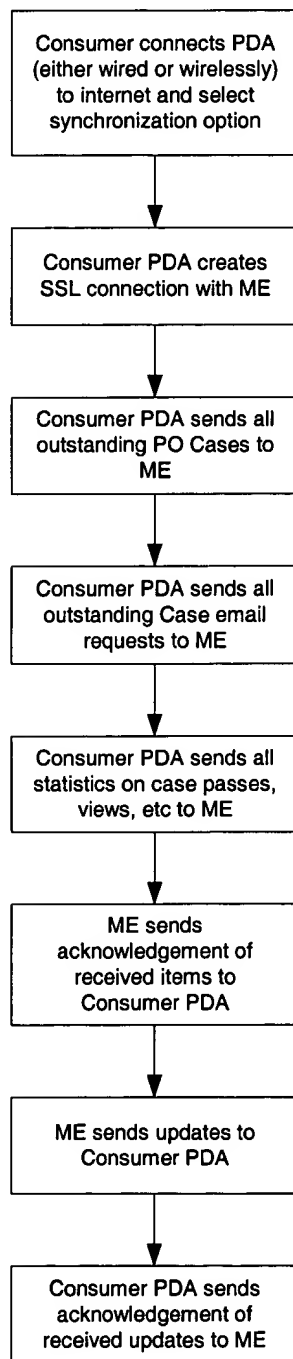 Consumer connects PDA
(either wired or wirelessly)
to internet and select
synchronization option
Consumer PDA creates
SSL connection with ME
Consumer PDA sends all
outstanding PO Cases to
ME
Consumer PDA sends all
outstanding Case email
requests to ME
Consumer PDA sends all
statistics on case passes,
views, etc to ME
ME sends
acknowledgement of
received items to
Consumer PDA
ME sends updates to
Consumer PDA
Consumer PDA sends
acknowledgement of
received updates to ME